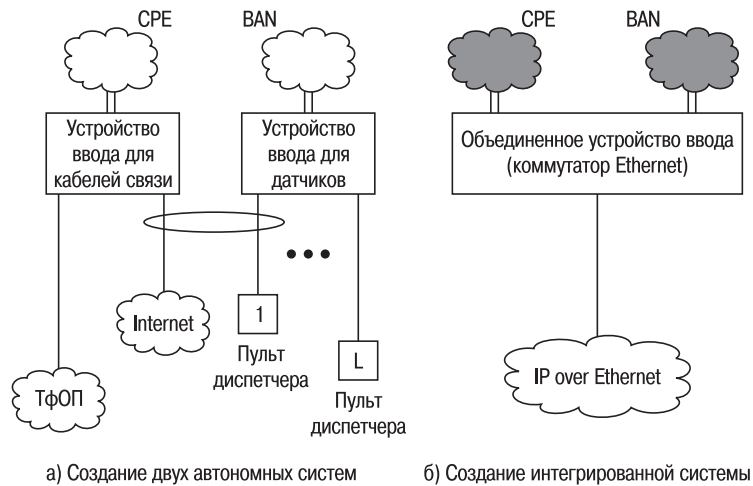 CPE
BAN
Устройство
ввода для
кабелей связи
Устройство
ввода для
датчиков
Internet
1
Пульт
диспетчера
ТфОП
L
Пульт
диспетчера
а) Создание двух автономных систем
CPE
BAN
Объединенное устройство ввода
(коммутатор Ethernet)
IP over Ethernet
б) Создание интегрированной системы